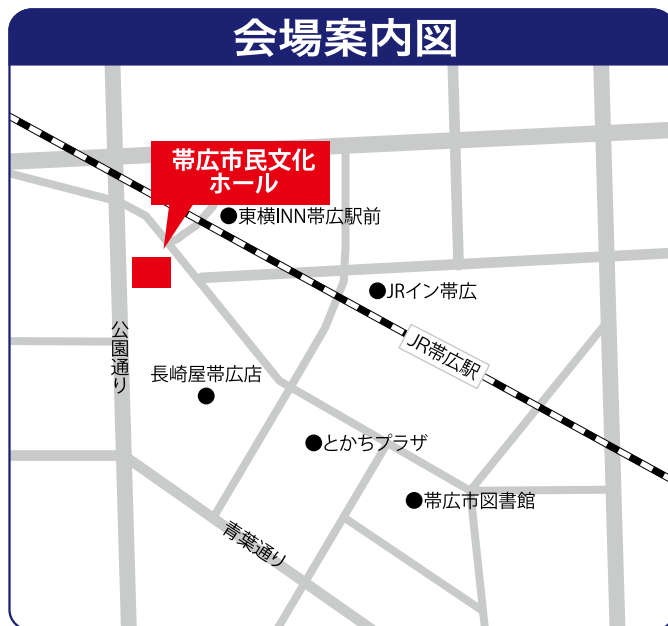 会場案内図
帯広市民文化
ホール
東横INN帯広駅前
JRイン帯広
JR帯広駅
公園通り
長崎屋帯広店
とかちプラザ
帯広市図書館
青葉通り